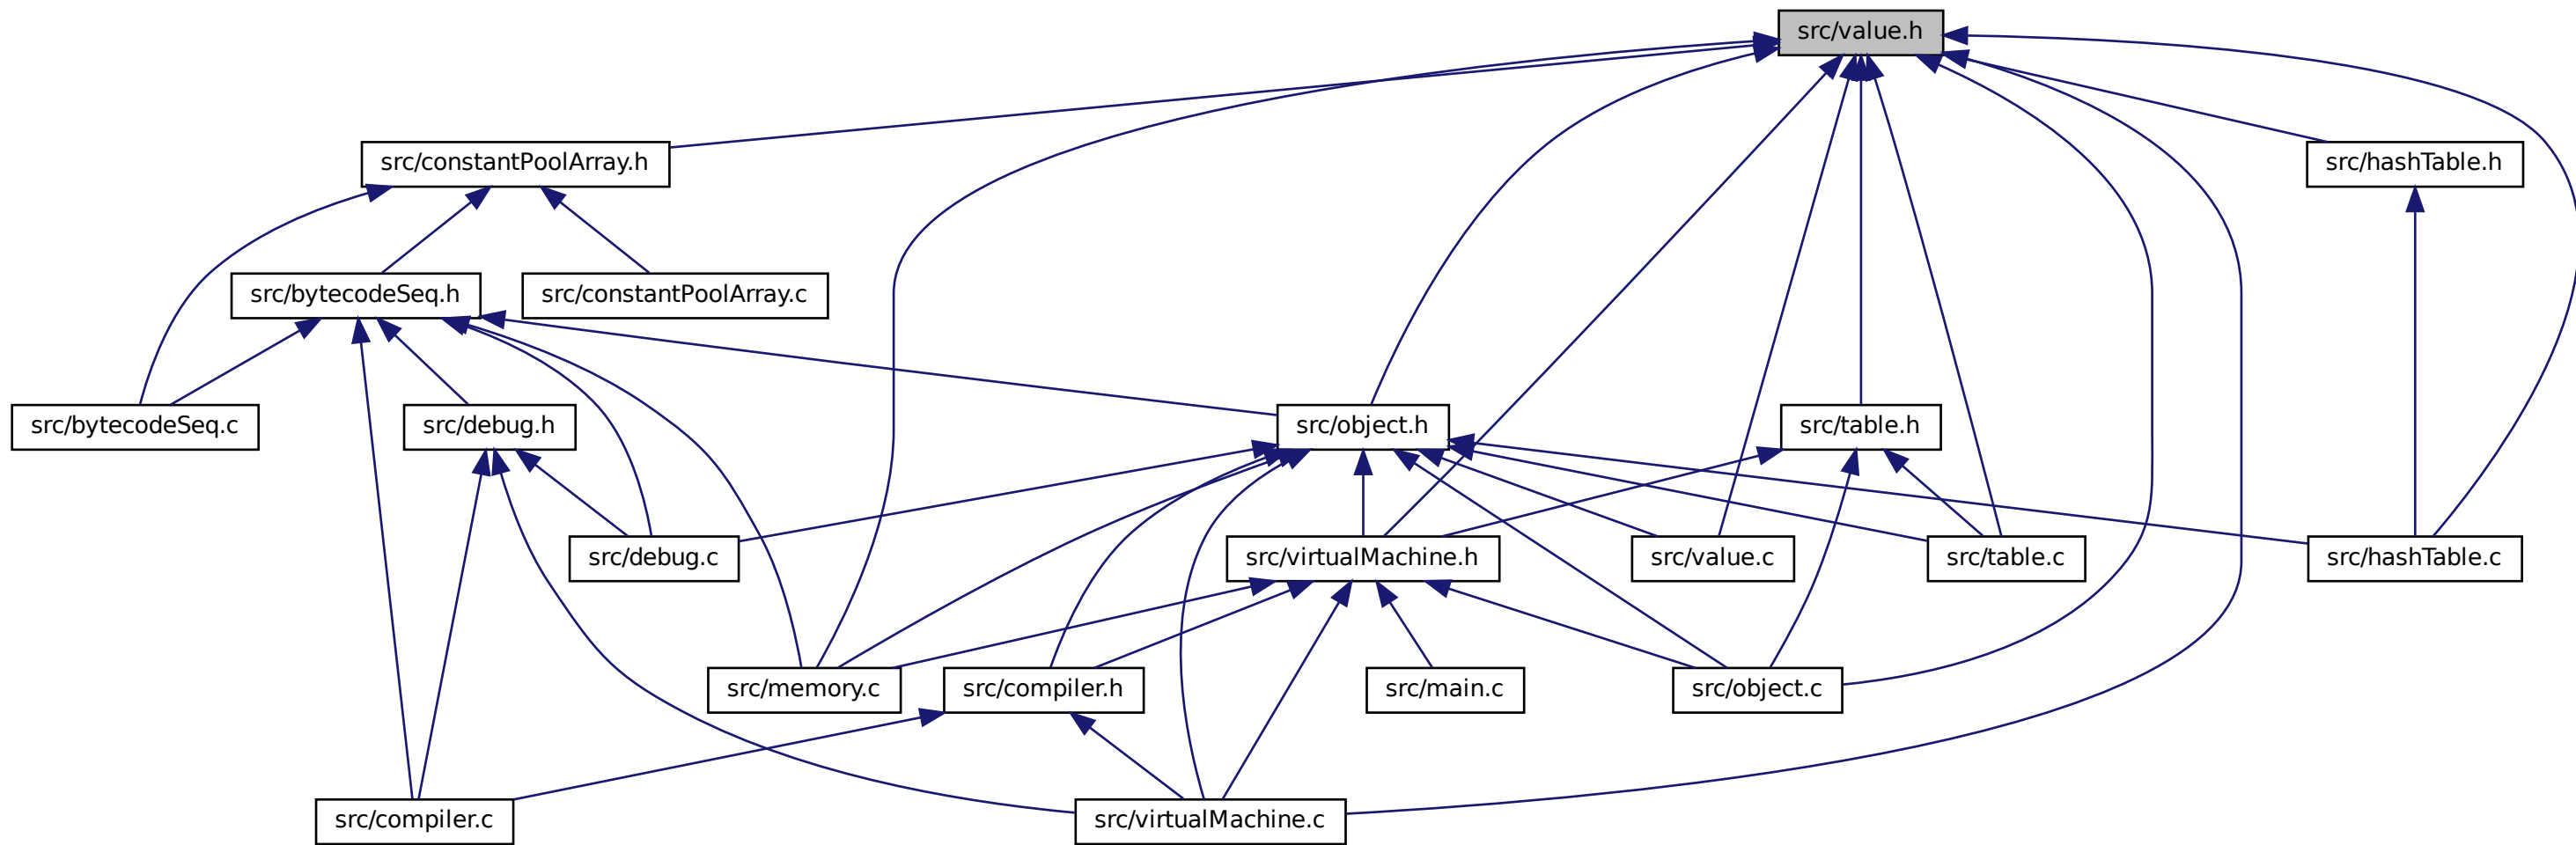 src/value.h
src/constantPoolArray.h
src/hashTable.h
src/bytecodeSeq.h
src/constantPoolArray.c
src/bytecodeSeq.c
src/debug.h
src/object.h
src/table.h
src/debug.c
src/virtualMachine.h
src/value.c
src/table.c
src/hashTable.c
src/memory.c
src/compiler.h
src/main.c
src/object.c
src/compiler.c
src/virtualMachine.c